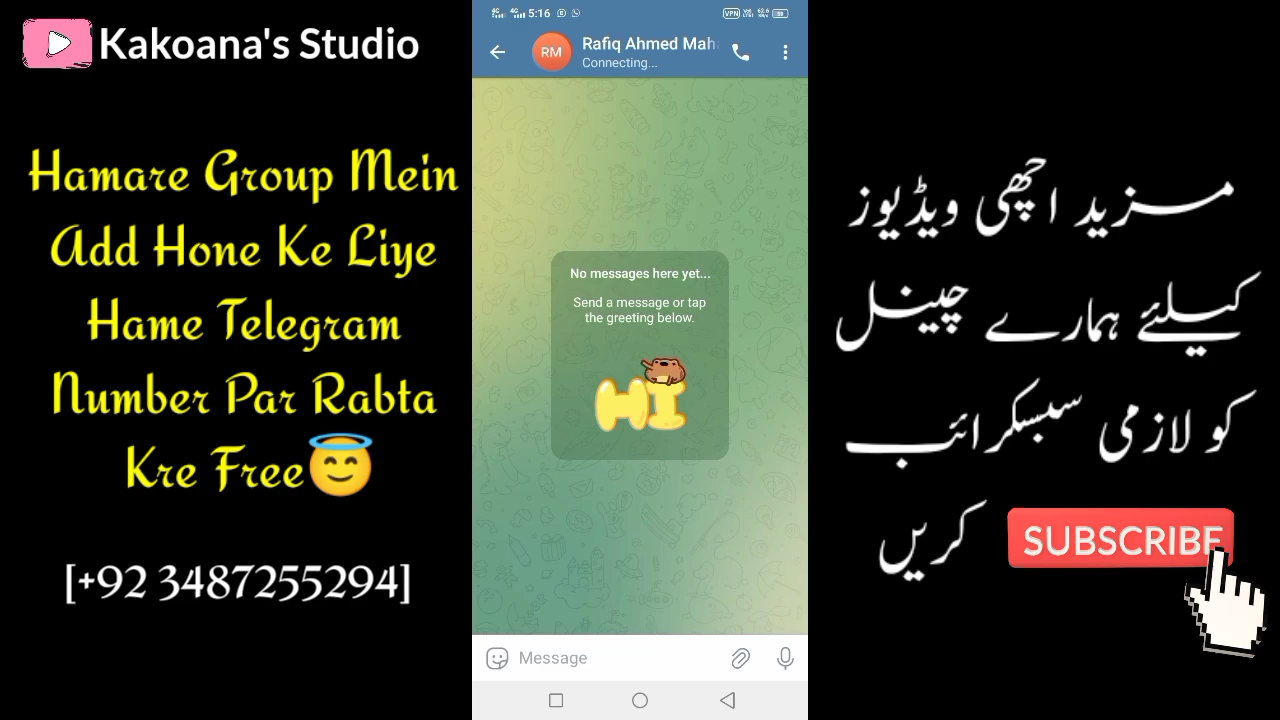 Kakoana's Studio
Hamare Group Mein
Add Hone Ke Liye
Hame Telegram
Number Par Rabta
Kre Free😇
[+92 3487255294]
5:16
VPN
RM
Rafiq Ahmed Mah
Connecting...
No messages here yet...
Send a message or tap
the greeting below.
HI
Message
مزید اچھی ویڈیوز
کیلئے ہمارے چینل
کو لازمی سبسکرائب
کریں SUBSCRIBE